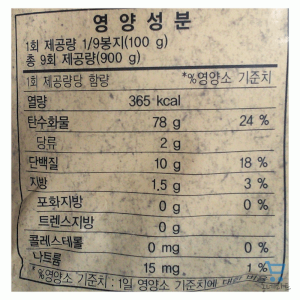 영 양 성 분
1회 제공량 1/9봉지(100 g)
총 9회 제공량(900 g)
1회 제공량당 함량 *%영양소 기준치
열량 365 kcal
탄수화물 78 g 24 %
당류 2 g
단백질 10 g 18 %
지방 1.5 g 3 %
포화지방 0 g 0 %
트랜스지방 0 g
콜레스테롤 0 mg 0 %
나트륨 15 mg 1 %
*%영양소 기준치 : 1일 영양소 기준치에 대한 비율